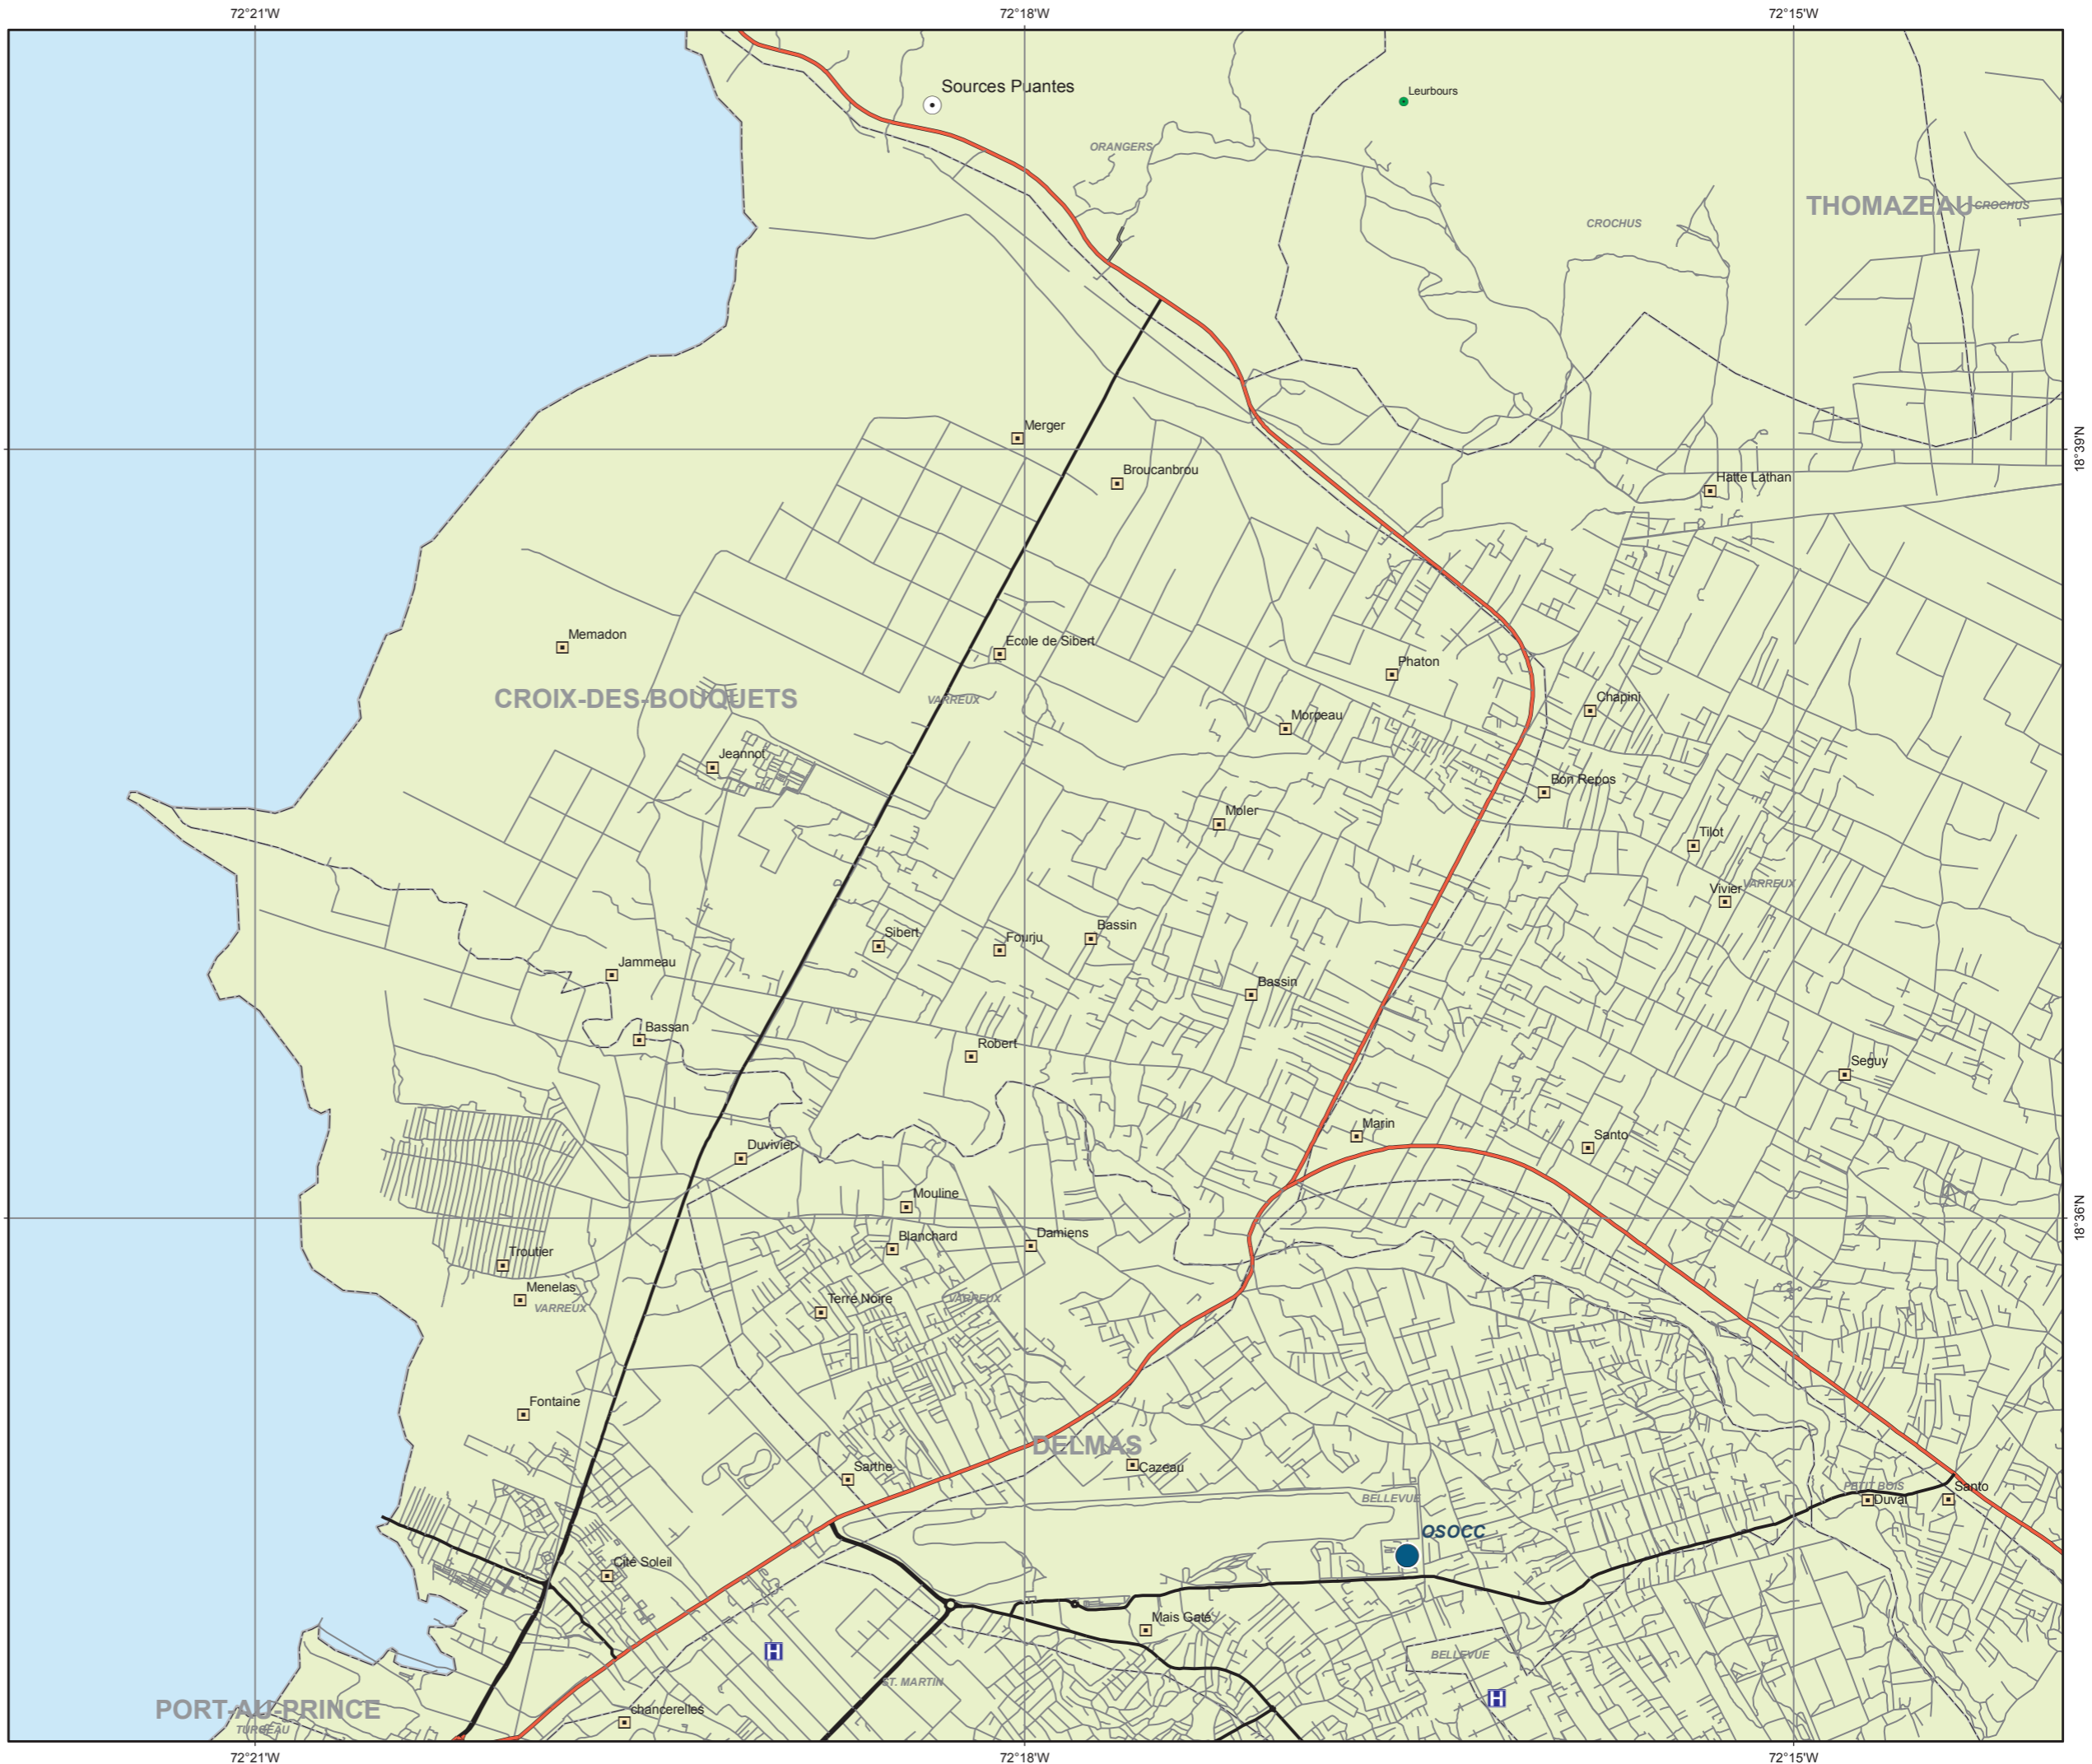 72°21'W 72°18'W 72°15'W
Sources Puantes
Leurbours
ORANGERS
THOMAZEAU
CROCHUS
CROCHUS
Merger
18°39'N
Broucanbrou
Hatte Lathan
Memadon
Ecole de Sibert
Phaton
CROIX-DES-BOUQUETS
VARREUX
Chapini
Morceau
Jeannot
Bon Repos
Moler
Tilot
Vivier
VARREUX
Sibert
Fourju
Bassin
Jammeau
Bassin
Bassan
Robert
Seguy
Marin
Santo
Duvivier
Mouline
18°36'N
Blanchard
Damiens
Troutier
Menelas
VARREUX
Terre Noire
VARREUX
Fontaine
DELMAS
Sarthe
Cazeau
PETIT BOIS
Santo
BELLEVUE
Duval
OSOCC
Cité Soleil
Mais Gaté
H
BELLEVUE
ST. MARTIN
H
PORT-AU-PRINCE
chancerelles
TURGEAU
72°21'W 72°18'W 72°15'W